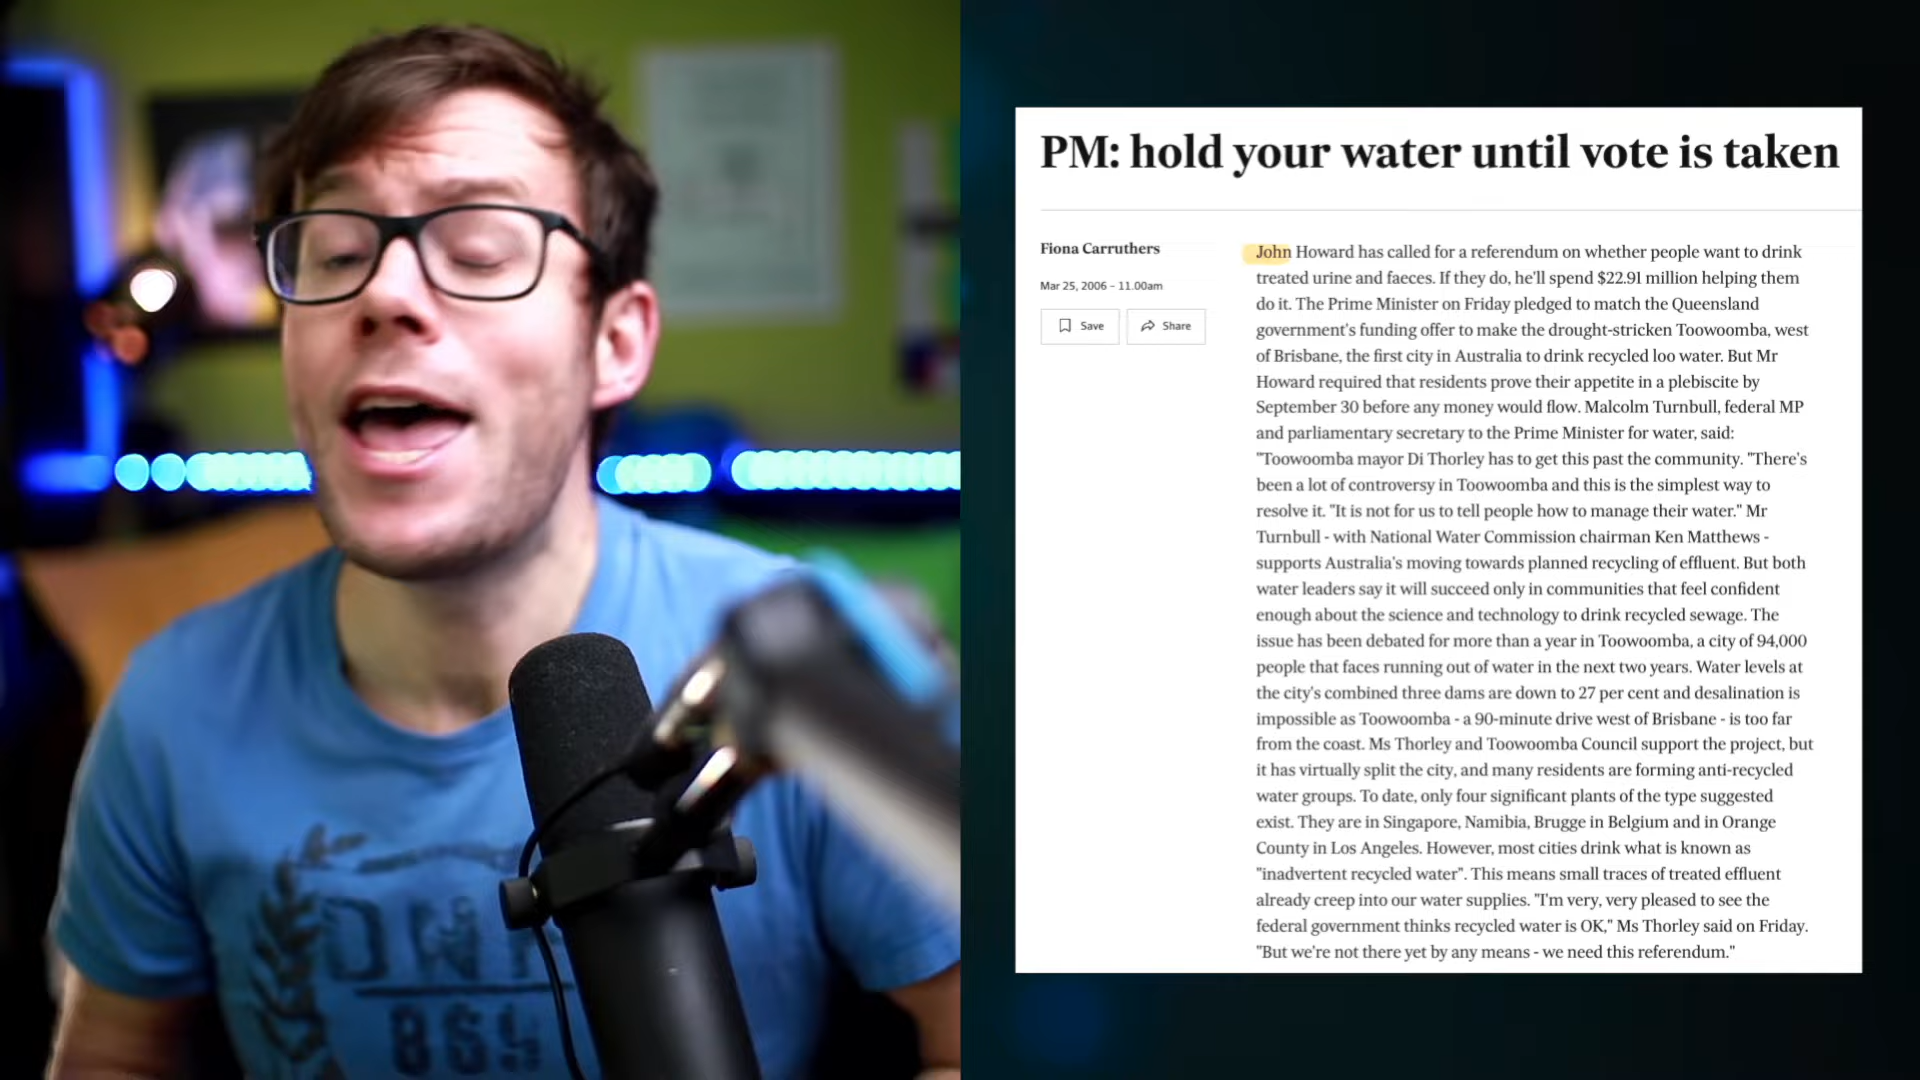 PM: hold your water until vote is taken
Fiona Carruthers
Mar 25, 2006 – 11.00am
Save
Share
John Howard has called for a referendum on whether people want to drink
treated urine and faeces. If they do, he'll spend $22.91 million helping them
do it. The Prime Minister on Friday pledged to match the Queensland
government's funding offer to make the drought-stricken Toowoomba, west
of Brisbane, the first city in Australia to drink recycled loo water. But Mr
Howard required that residents prove their appetite in a plebiscite by
September 30 before any money would flow. Malcolm Turnbull, federal MP
and parliamentary secretary to the Prime Minister for water, said:
"Toowoomba mayor Di Thorley has to get this past the community. "There's
been a lot of controversy in Toowoomba and this is the simplest way to
resolve it. "It is not for us to tell people how to manage their water." Mr
Turnbull - with National Water Commission chairman Ken Matthews -
supports Australia's moving towards planned recycling of effluent. But both
water leaders say it will succeed only in communities that feel confident
enough about the science and technology to drink recycled sewage. The
issue has been debated for more than a year in Toowoomba, a city of 94,000
people that faces running out of water in the next two years. Water levels at
the city's combined three dams are down to 27 per cent and desalination is
impossible as Toowoomba - a 90-minute drive west of Brisbane - is too far
from the coast. Ms Thorley and Toowoomba Council support the project, but
it has virtually split the city, and many residents are forming anti-recycled
water groups. To date, only four significant plants of the type suggested
exist. They are in Singapore, Namibia, Brugge in Belgium and in Orange
County in Los Angeles. However, most cities drink what is known as
"inadvertent recycled water". This means small traces of treated effluent
already creep into our water supplies. "I'm very, very pleased to see the
federal government thinks recycled water is OK," Ms Thorley said on Friday.
"But we're not there yet by any means - we need this referendum."